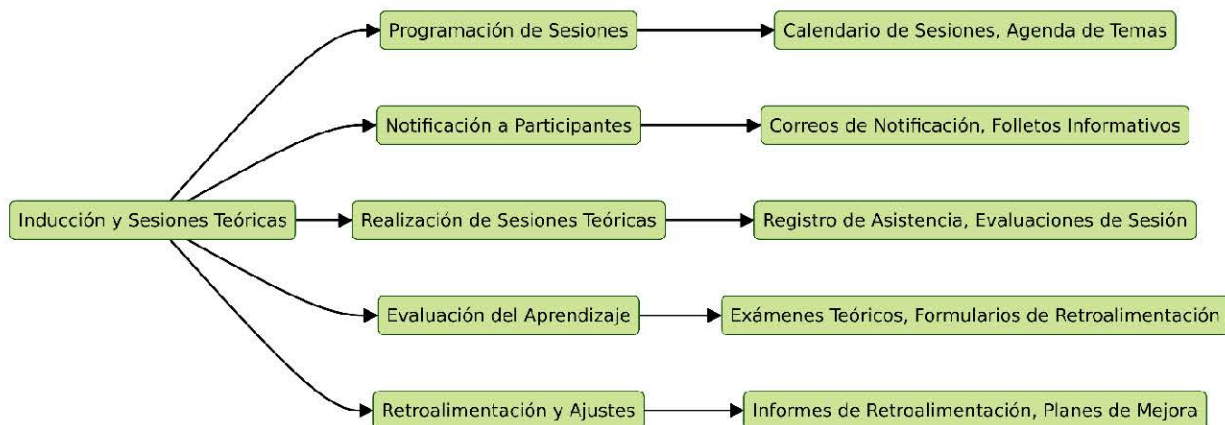 Programación de Sesiones
Calendario de Sesiones, Agenda de Temas
Notificación a Participantes
Correos de Notificación, Folletos Informativos
Inducción y Sesiones Teóricas
Realización de Sesiones Teóricas
Registro de Asistencia, Evaluaciones de Sesión
Evaluación del Aprendizaje
Exámenes Teóricos, Formularios de Retroalimentación
Retroalimentación y Ajustes
Informes de Retroalimentación, Planes de Mejora